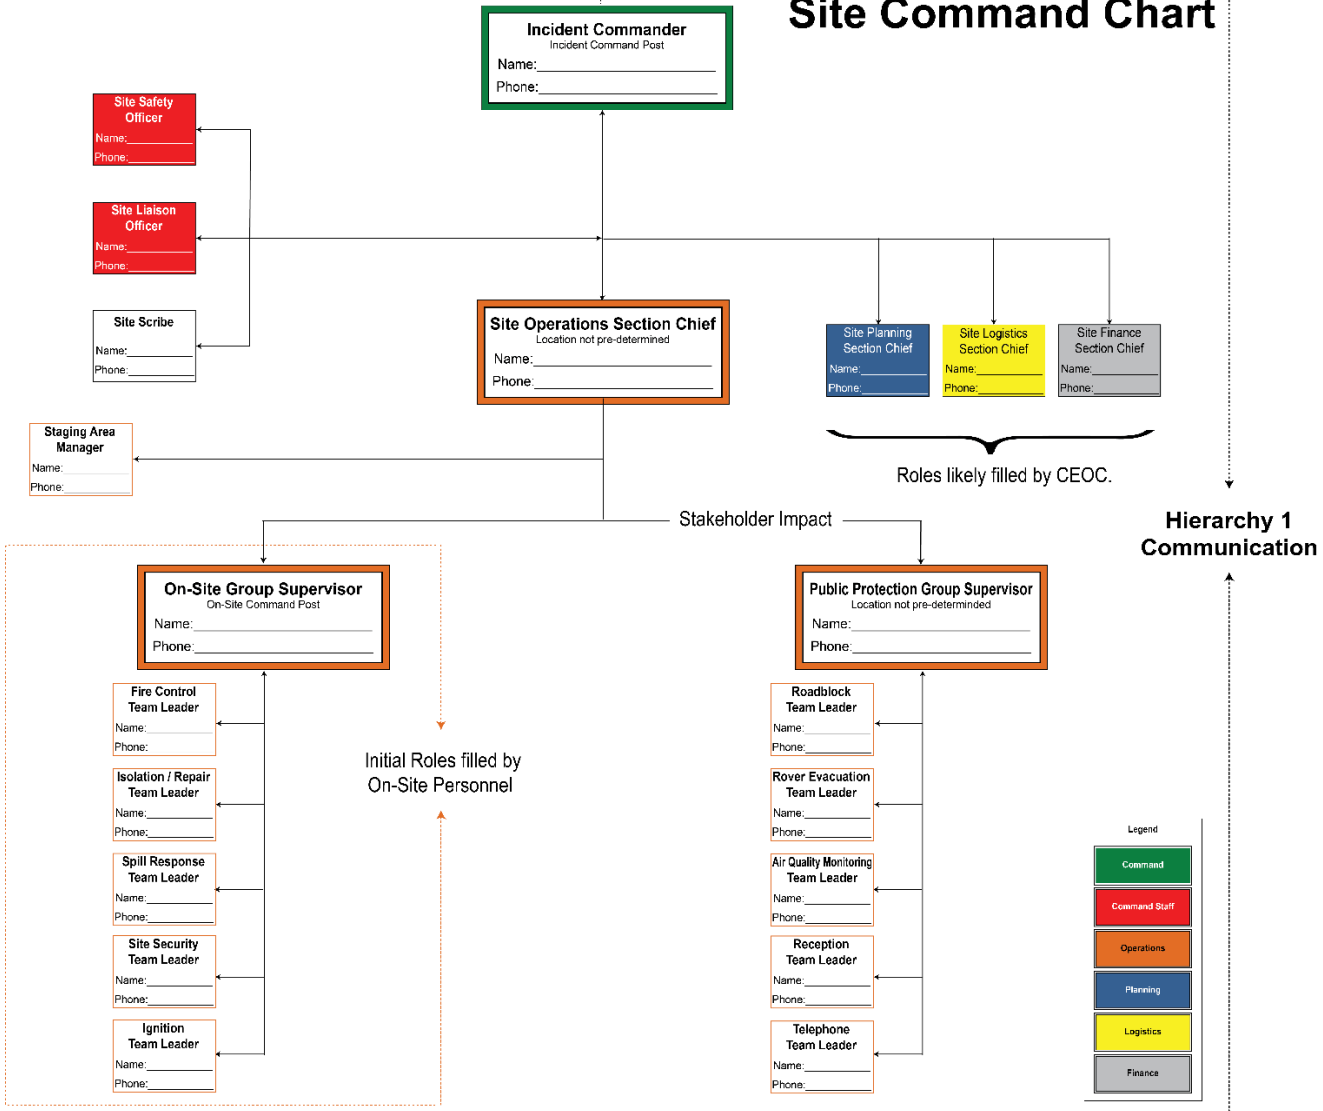 Site Command Chart
Incident Commander
Incident Command Post
Name:
Phone:
Site Safety
Officer
Name:
Phone:
Site Liaison
Officer
Name:
Phone:
Site Scribe
Name:
Phone:
Site Operations Section Chief
Location not pre-determined
Name:
Phone:
Site Planning
Section Chief
Name:
Phone:
Site Logistics
Section Chief
Name:
Phone:
Site Finance
Section Chief
Name:
Phone:
Roles likely filled by CEOC.
Staging Area
Manager
Name:
Phone:
Stakeholder Impact
Hierarchy 1
Communication
On-Site Group Supervisor
On-Site Command Post
Name:
Phone:
Public Protection Group Supervisor
Location not pre-determinded
Name:
Phone:
Fire Control
Team Leader
Name:
Phone:
Isolation / Repair
Team Leader
Name:
Phone:
Spill Response
Team Leader
Name:
Phone:
Site Security
Team Leader
Name:
Phone:
Ignition
Team Leader
Name:
Phone:
Initial Roles filled by
On-Site Personnel
Roadblock
Team Leader
Name:
Phone:
Rover Evacuation
Team Leader
Name:
Phone:
Air Quality Monitoring
Team Leader
Name:
Phone:
Reception
Team Leader
Name:
Phone:
Telephone
Team Leader
Name:
Phone:
Legend
Command
Command Staff
Operations
Planning
Logistics
Finance